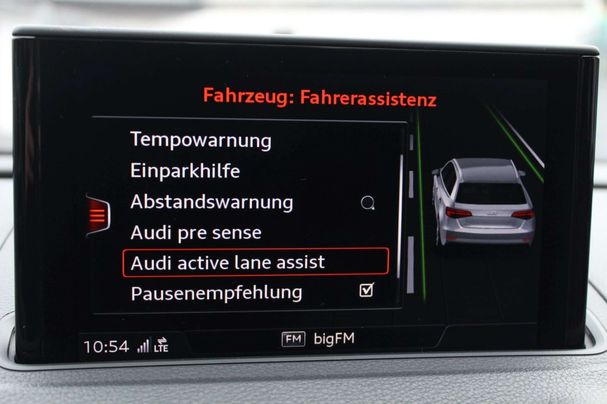 Fahrzeug: Fahrerassistenz
Tempowarnung
Einparkhilfe
Abstandswarnung
Audi pre sense
Audi active lane assist
Pausenempfehlung
10:54 LTE FM bigFM